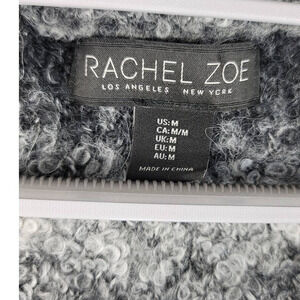 RACHEL ZOE
LOS ANGELES NEW YORK
US: M
CA: M/M
UK: M
EU: M
AU: M
MADE IN CHINA